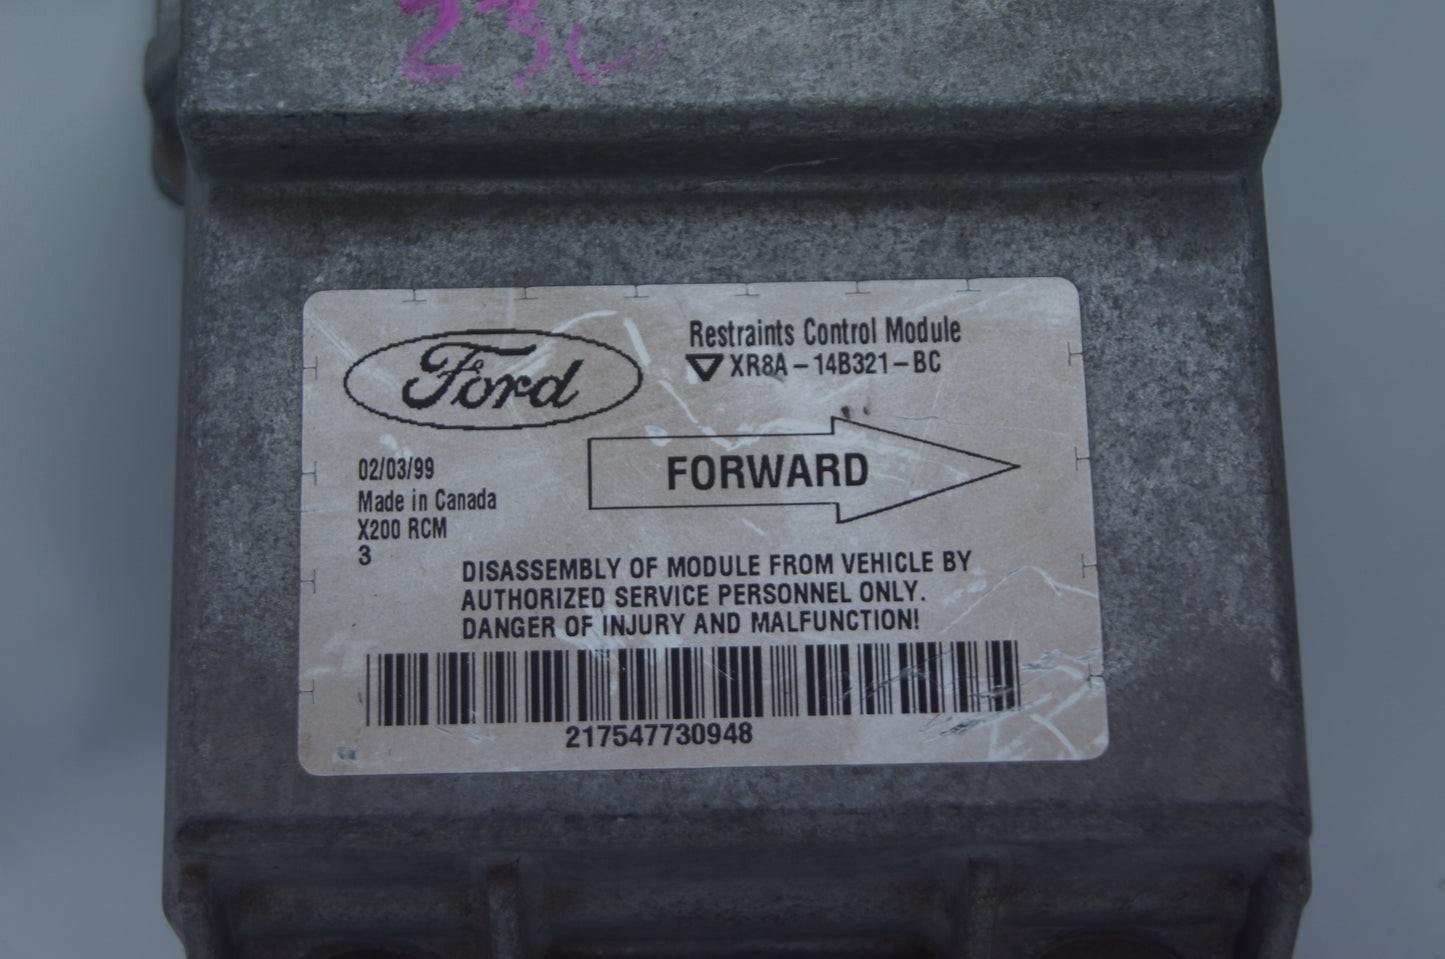 23
Ford
Restraints Control Module
XR8A - 14B321 - BC
FORWARD
02/03/99
Made in Canada
X200 RCM
3
DISASSEMBLY OF MODULE FROM VEHICLE BY
AUTHORIZED SERVICE PERSONNEL ONLY.
DANGER OF INJURY AND MALFUNCTION!
217547730948